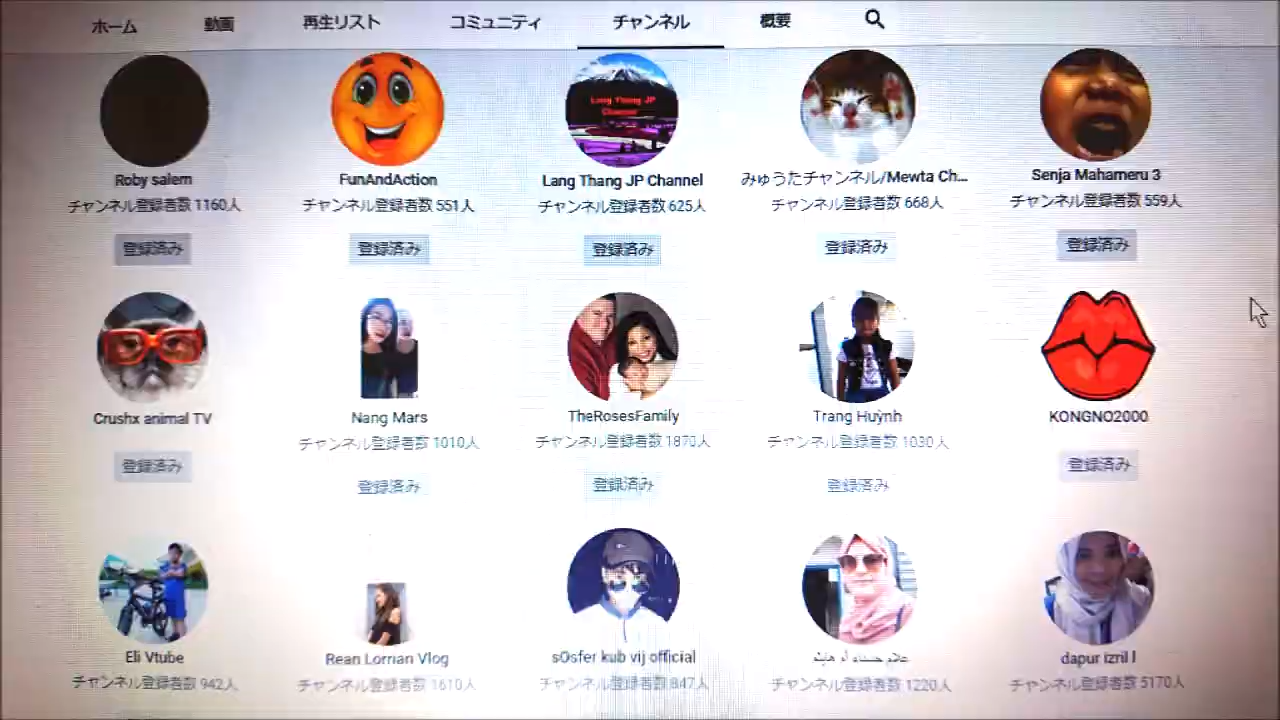 ホーム 動画 再生リスト コミュニティ チャンネル 概要
Lang Thang JP
Channel
Roby salem FunAndAction Lang Thang JP Channel みゅうたチャンネル/Mewta Ch... Senja Mahameru 3
チャンネル登録者数 1160人 チャンネル登録者数 551人 チャンネル登録者数 625人 チャンネル登録者数 668人 チャンネル登録者数 559人
登録済み 登録済み 登録済み 登録済み 登録済み
Crushx animal TV Nang Mars TheRosesFamily Trang Huỳnh KONGNO2000
チャンネル登録者数 1010人 チャンネル登録者数 1870人 チャンネル登録者数 1030人
登録済み 登録済み 登録済み 登録済み 登録済み
Eli Vtube Rean Lorrian Vlog sOsfer kub vij official dapur izril l
チャンネル登録者数 942人 チャンネル登録者数 1610人 チャンネル登録者数 847人 チャンネル登録者数 1220人 チャンネル登録者数 5170人